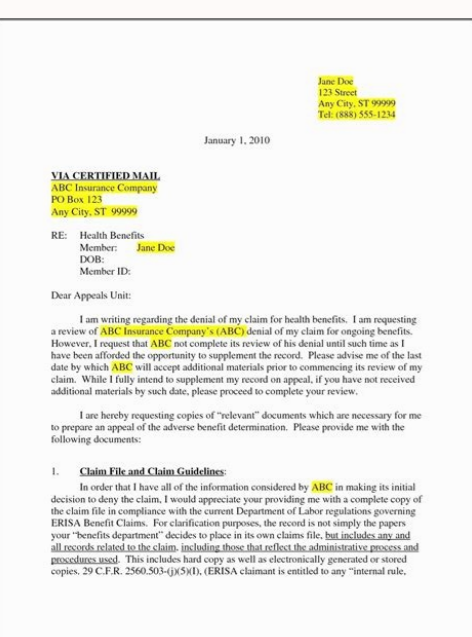 Jane Doe
123 Street
Any City, ST 99999
Tel: (888) 555-1234
January 1, 2010
VIA CERTIFIED MAIL
ABC Insurance Company
PO Box 123
Any City, ST 99999
RE: Health Benefits
Member: Jane Doe
DOB:
Member ID:
Dear Appeals Unit:
I am writing regarding the denial of my claim for health benefits. I am requesting
a review of ABC Insurance Company's (ABC) denial of my claim for ongoing benefits.
However, I request that ABC not complete its review of his denial until such time as I
have been afforded the opportunity to supplement the record. Please advise me of the last
date by which ABC will accept additional materials prior to commencing its review of my
claim. While I fully intend to supplement my record on appeal, if you have not received
additional materials by such date, please proceed to complete your review.
I are hereby requesting copies of "relevant" documents which are necessary for me
to prepare an appeal of the adverse benefit determination. Please provide me with the
following documents:
1. Claim File and Claim Guidelines:
In order that I have all of the information considered by ABC in making its initial
decision to deny the claim, I would appreciate your providing me with a complete copy of
the claim file in compliance with the current Department of Labor regulations governing
ERISA Benefit Claims. For clarification purposes, the record is not simply the papers
your "benefits department" decides to place in its own claims file, but includes any and
all records related to the claim, including those that reflect the administrative process and
procedures used. This includes hard copy as well as electronically generated or stored
copies. 29 C.F.R. 2560.503-(j)(5)(I), (ERISA claimant is entitled to any "internal rule,